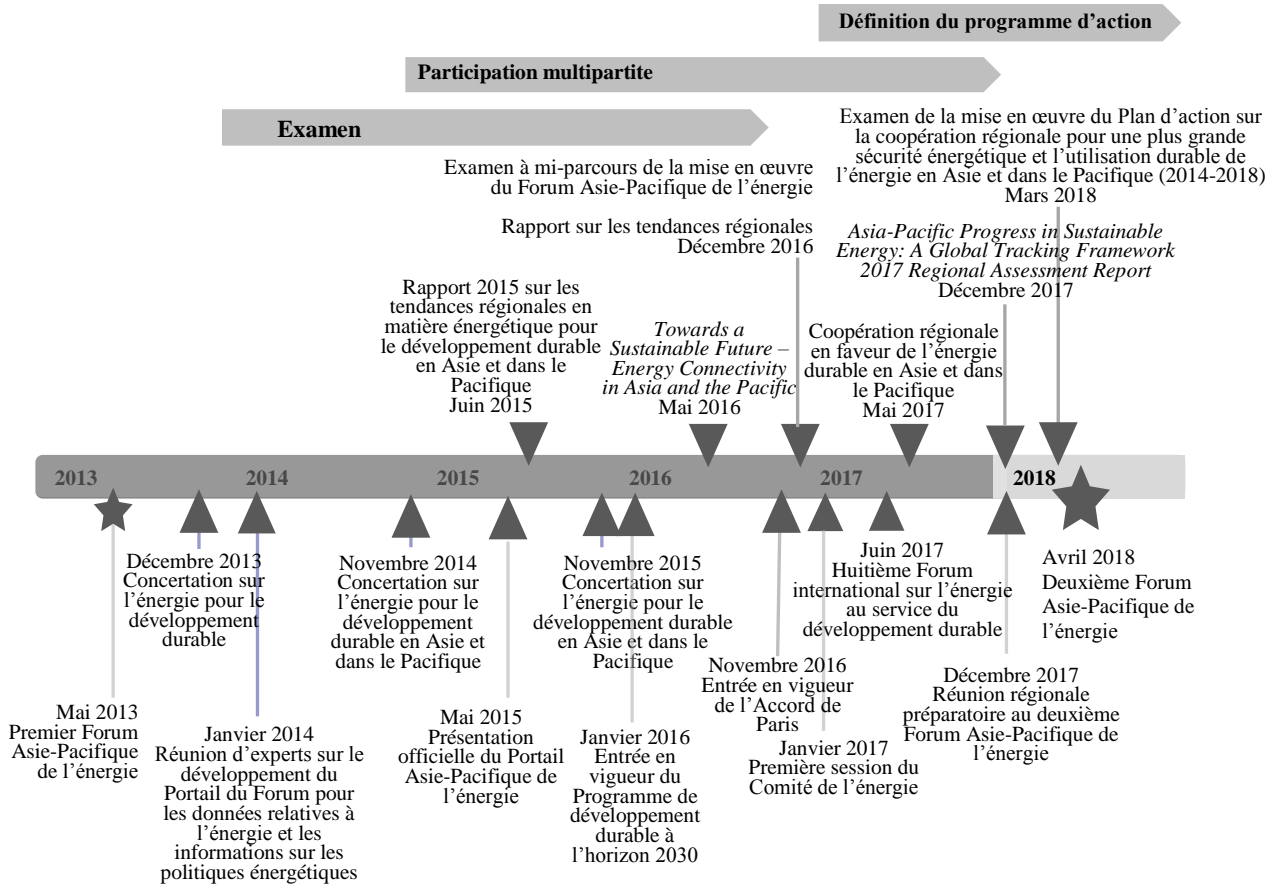 Définition du programme d’action
Participation multipartite
Examen
Examen de la mise en œuvre du Plan d’action sur
la coopération régionale pour une plus grande
sécurité énergétique et l’utilisation durable de
l’énergie en Asie et dans le Pacifique (2014-2018)
Mars 2018
Examen à mi-parcours de la mise en œuvre
du Forum Asie-Pacifique de l’énergie
Rapport sur les tendances régionales
Décembre 2016
Asia-Pacific Progress in Sustainable
Energy: A Global Tracking Framework
2017 Regional Assessment Report
Décembre 2017
Rapport 2015 sur les
tendances régionales en
matière énergétique pour
le développement durable
en Asie et dans le
Pacifique
Juin 2015
Towards a
Sustainable Future –
Energy Connectivity
in Asia and the Pacific
Mai 2016
Coopération régionale
en faveur de l’énergie
durable en Asie et dans
le Pacifique
Mai 2017
2013
2014
2015
2016
2017
2018
Décembre 2013
Concertation sur
l’énergie pour le
développement
durable
Novembre 2014
Concertation sur
l’énergie pour le
développement
durable en Asie et
dans le Pacifique
Novembre 2015
Concertation sur
l’énergie pour le
développement durable
en Asie et dans le
Pacifique
Juin 2017
Huitième Forum
international sur l’énergie
au service du
développement durable
Avril 2018
Deuxième Forum
Asie-Pacifique de
l’énergie
Mai 2013
Premier Forum
Asie-Pacifique
de l’énergie
Janvier 2014
Réunion d’experts sur le
développement du
Portail du Forum pour
les données relatives à
l’énergie et les
informations sur les
politiques énergétiques
Mai 2015
Présentation
officielle du Portail
Asie-Pacifique de
l’énergie
Janvier 2016
Entrée en
vigueur du
Programme de
développement
durable à
l’horizon 2030
Novembre 2016
Entrée en vigueur
de l’Accord de
Paris
Janvier 2017
Première session du
Comité de l’énergie
Décembre 2017
Réunion régionale
préparatoire au deuxième
Forum Asie-Pacifique de
l’énergie